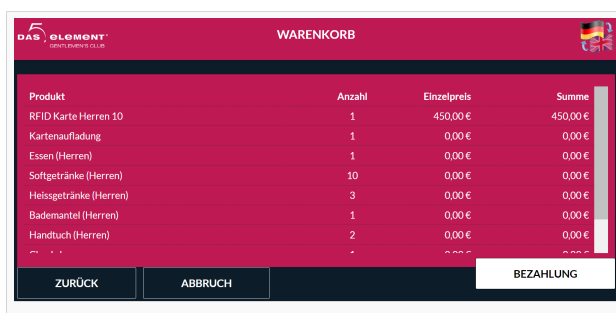 DAS 5. ELEMENT
GENTLEMEN'S CLUB
WARENKORB
Produkt Anzahl Einzelpreis Summe
RFID Karte Herren 10 1 450,00 € 450,00 €
Kartenaufladung 1 0,00 € 0,00 €
Essen (Herren) 1 0,00 € 0,00 €
Softgetränke (Herren) 10 0,00 € 0,00 €
Heissgetränke (Herren) 3 0,00 € 0,00 €
Bademantel (Herren) 1 0,00 € 0,00 €
Handtuch (Herren) 2 0,00 € 0,00 €
ZURÜCK ABBRUCH BEZAHLUNG